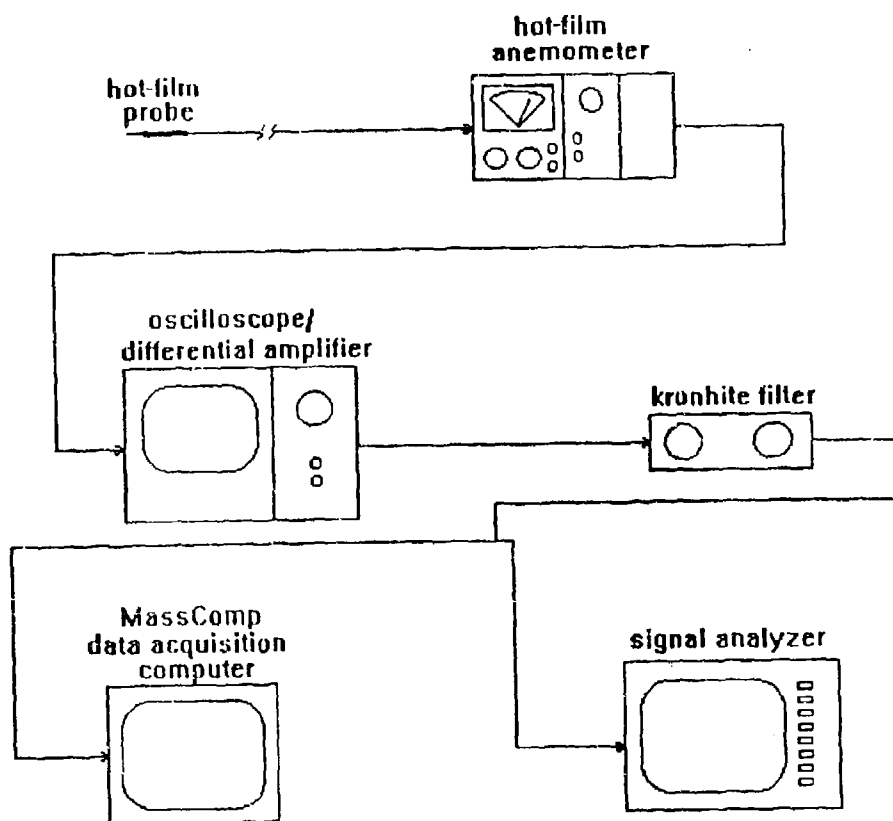 hot-film
anemometer
hot-film
probe
oscilloscope/
differential amplifier
kronhite filter
MassComp
data acquisition
computer
signal analyzer